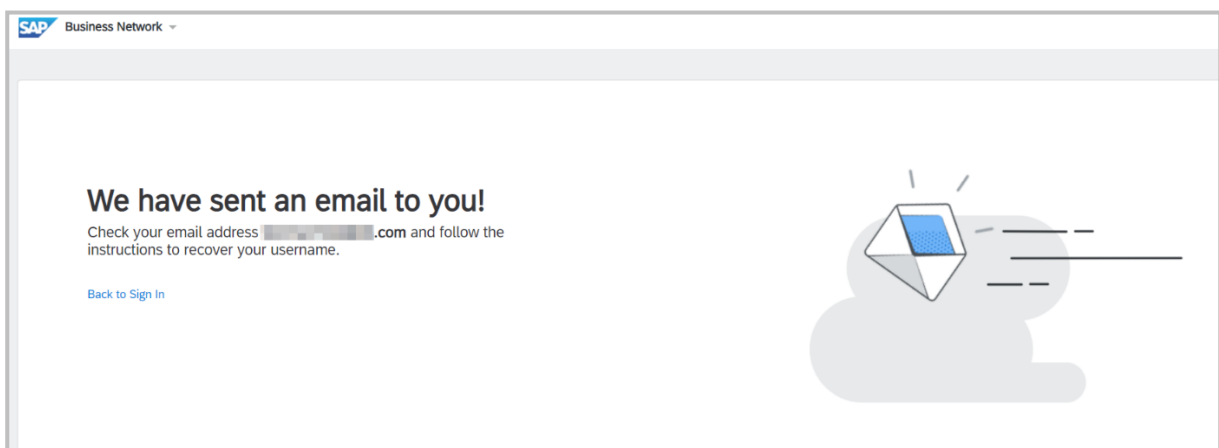 SAP Business Network
We have sent an email to you!
Check your email address .com and follow the
instructions to recover your username.
Back to Sign In